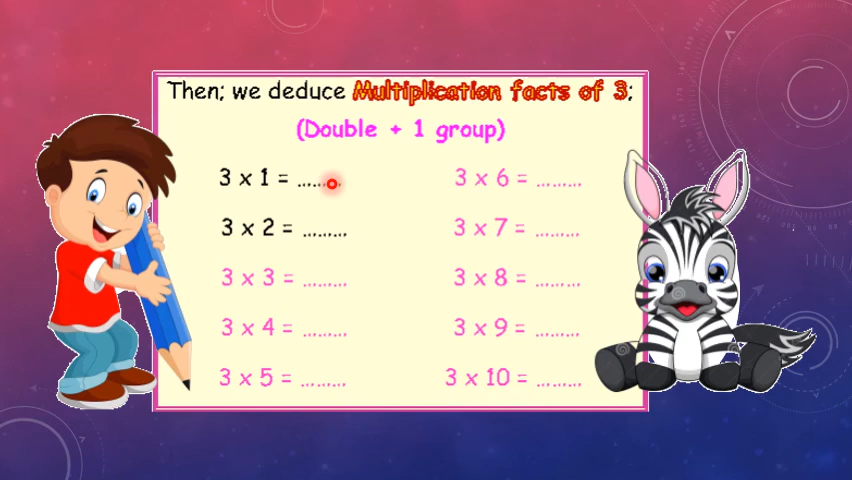 Then; we deduce Multiplication facts of 3;
(Double + 1 group)
3 x 1 = .........
3 x 2 = .........
3 x 3 = .........
3 x 4 = .........
3 x 5 = .........
3 x 6 = .........
3 x 7 = .........
3 x 8 = .........
3 x 9 = .........
3 x 10 = .........